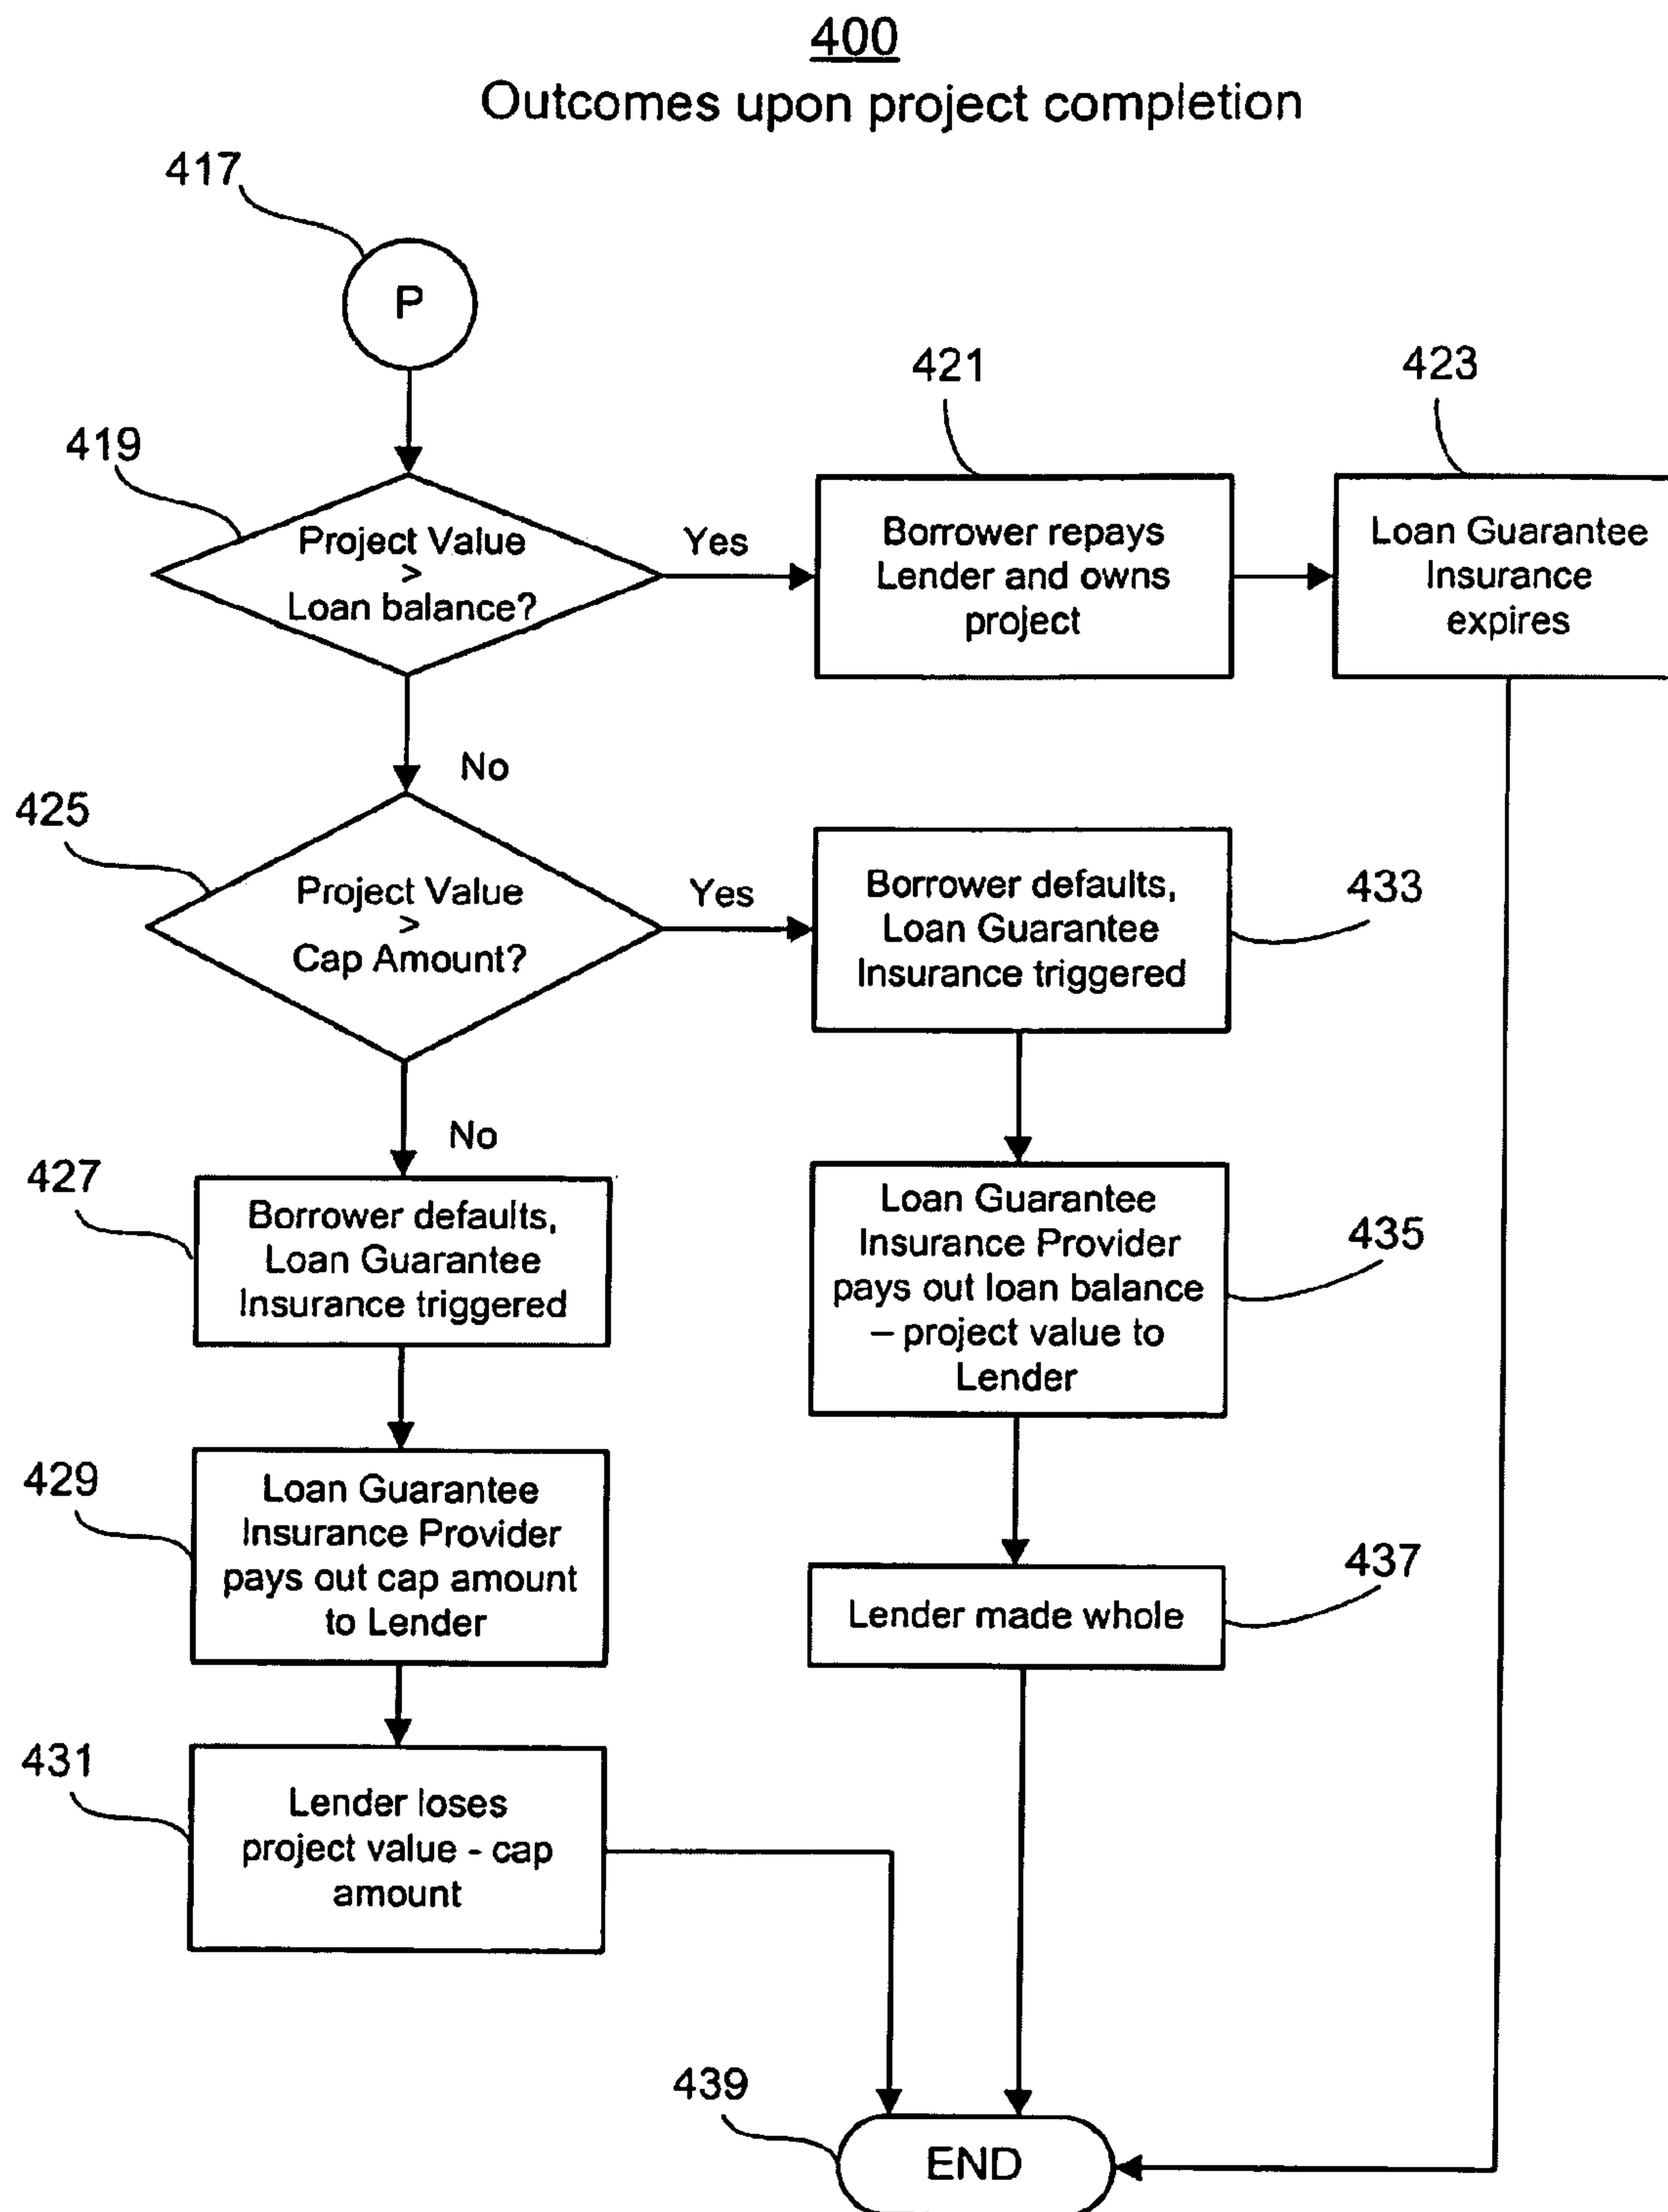 400
Outcomes upon project completion
417
P
419
Project Value
>
Loan balance?
Yes
421
Borrower repays
Lender and owns
project
423
Loan Guarantee
Insurance
expires
No
425
Project Value
>
Cap Amount?
Yes
433
Borrower defaults,
Loan Guarantee
Insurance triggered
No
427
Borrower defaults,
Loan Guarantee
Insurance triggered
435
Loan Guarantee
Insurance Provider
pays out loan balance
– project value to
Lender
429
Loan Guarantee
Insurance Provider
pays out cap amount
to Lender
437
Lender made whole
431
Lender loses
project value - cap
amount
439
END